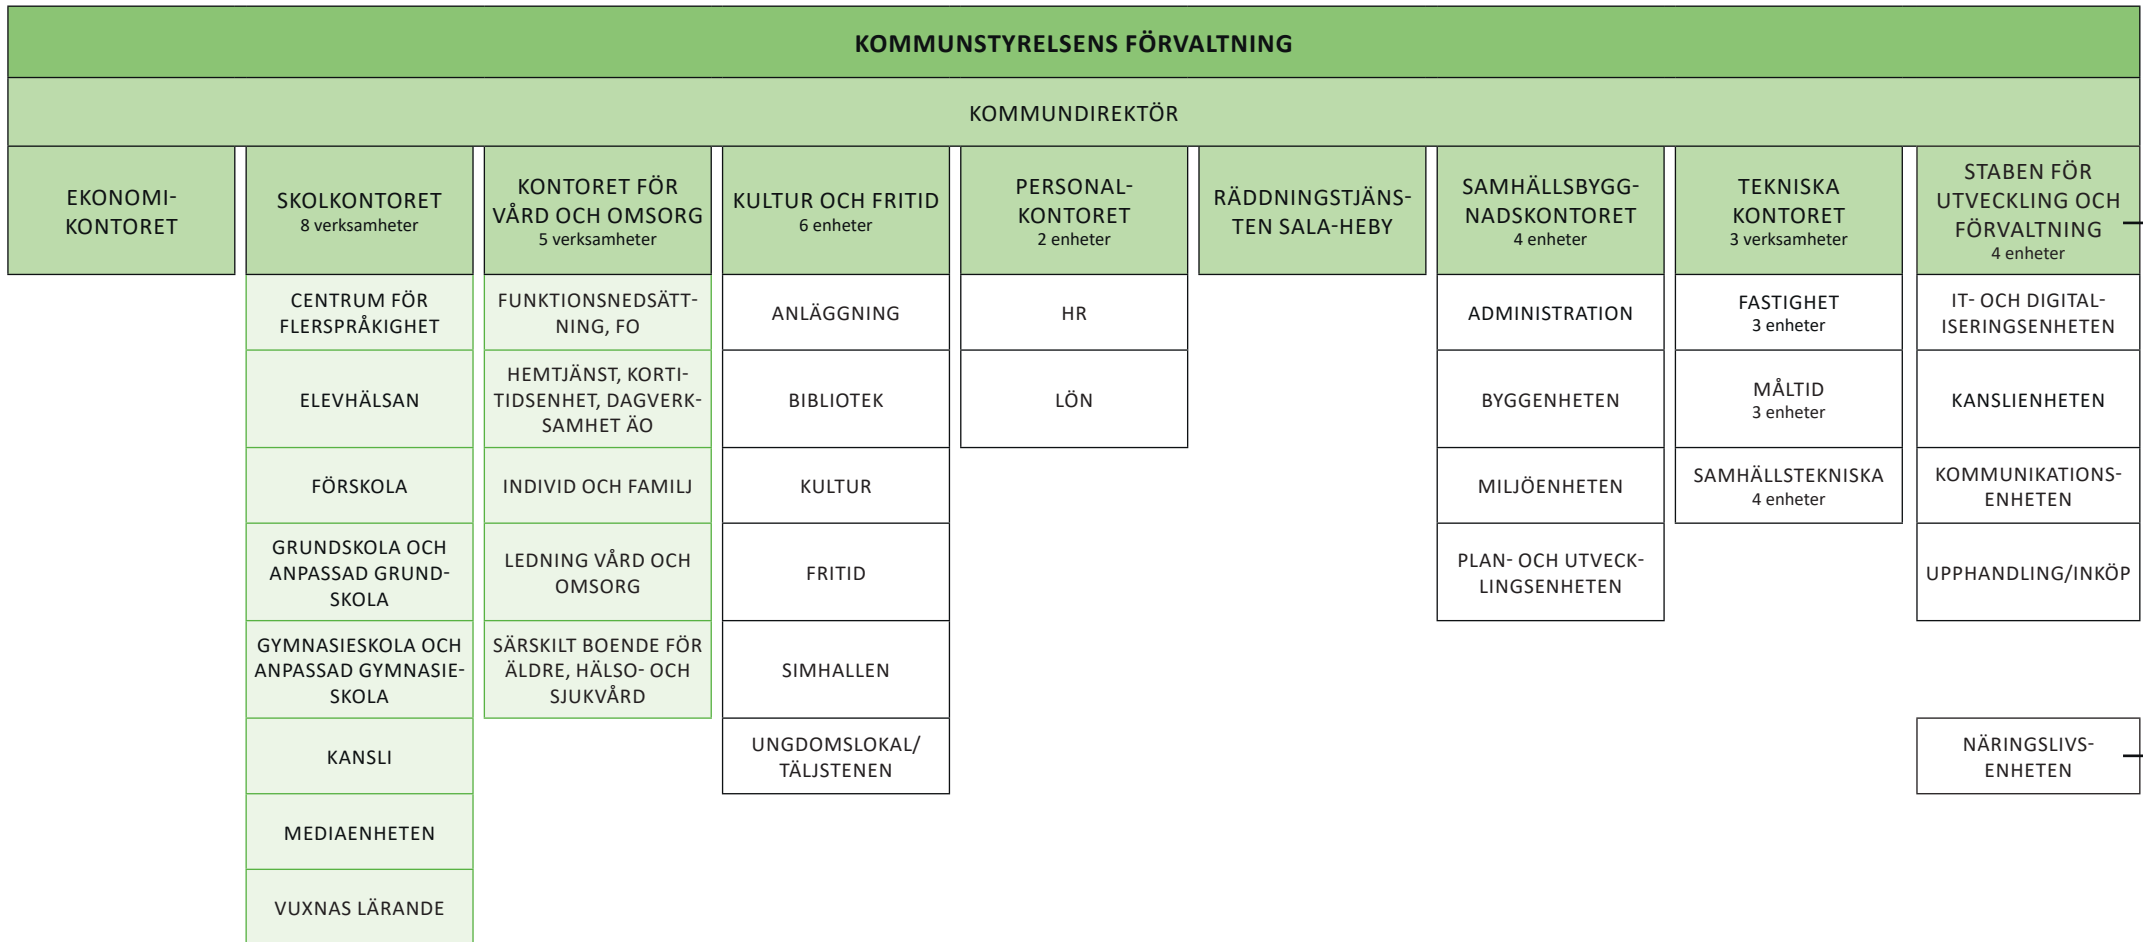 KOMMUNSTYRELSENS FÖRVALTNING
KOMMUNDIREKTÖR
EKONOMI-
KONTORET
SKOLKONTORET
8 verksamheter
CENTRUM FÖR
FLERSPRÅKIGHET
ELEVHÄLSAN
FÖRSKOLA
GRUNDSKOLA OCH
ANPASSAD GRUND-
SKOLA
GYMNASIESKOLA OCH
ANPASSAD GYMNASIE-
SKOLA
KANSLI
MEDIAENHETEN
VUXNAS LÄRANDE
KONTORET FÖR
VÅRD OCH OMSORG
5 verksamheter
FUNKTIONSNEDSÄTT-
NING, FO
HEMTJÄNST, KORTI-
TIDSENHET, DAGVERK-
SAMHET ÄO
INDIVID OCH FAMILJ
LEDNING VÅRD OCH
OMSORG
SÄRSKILT BOENDE FÖR
ÄLDRE, HÄLSO- OCH
SJUKVÅRD
KULTUR OCH FRITID
6 enheter
ANLÄGGNING
BIBLIOTEK
KULTUR
FRITID
SIMHALLEN
UNGDOMSLOKAL/
TÄLJSTENEN
PERSONAL-
KONTORET
2 enheter
HR
LÖN
RÄDDNINGSTJÄNS-
TEN SALA-HEBY
SAMHÄLLSBYGG-
NADSKONTORET
4 enheter
ADMINISTRATION
BYGGENHETEN
MILJÖENHETEN
PLAN- OCH UTVECK-
LINGSENHETEN
TEKNISKA
KONTORET
3 verksamheter
FASTIGHET
3 enheter
MÅLTID
3 enheter
SAMHÄLLSTEKNISKA
4 enheter
STABEN FÖR
UTVECKLING OCH
FÖRVALTNING
4 enheter
IT- OCH DIGITAL-
ISERINGSENHETEN
KANSLIENHETEN
KOMMUNIKATIONS-
ENHETEN
UPPHANDLING/INKÖP
NÄRINGSLIVS-
ENHETEN